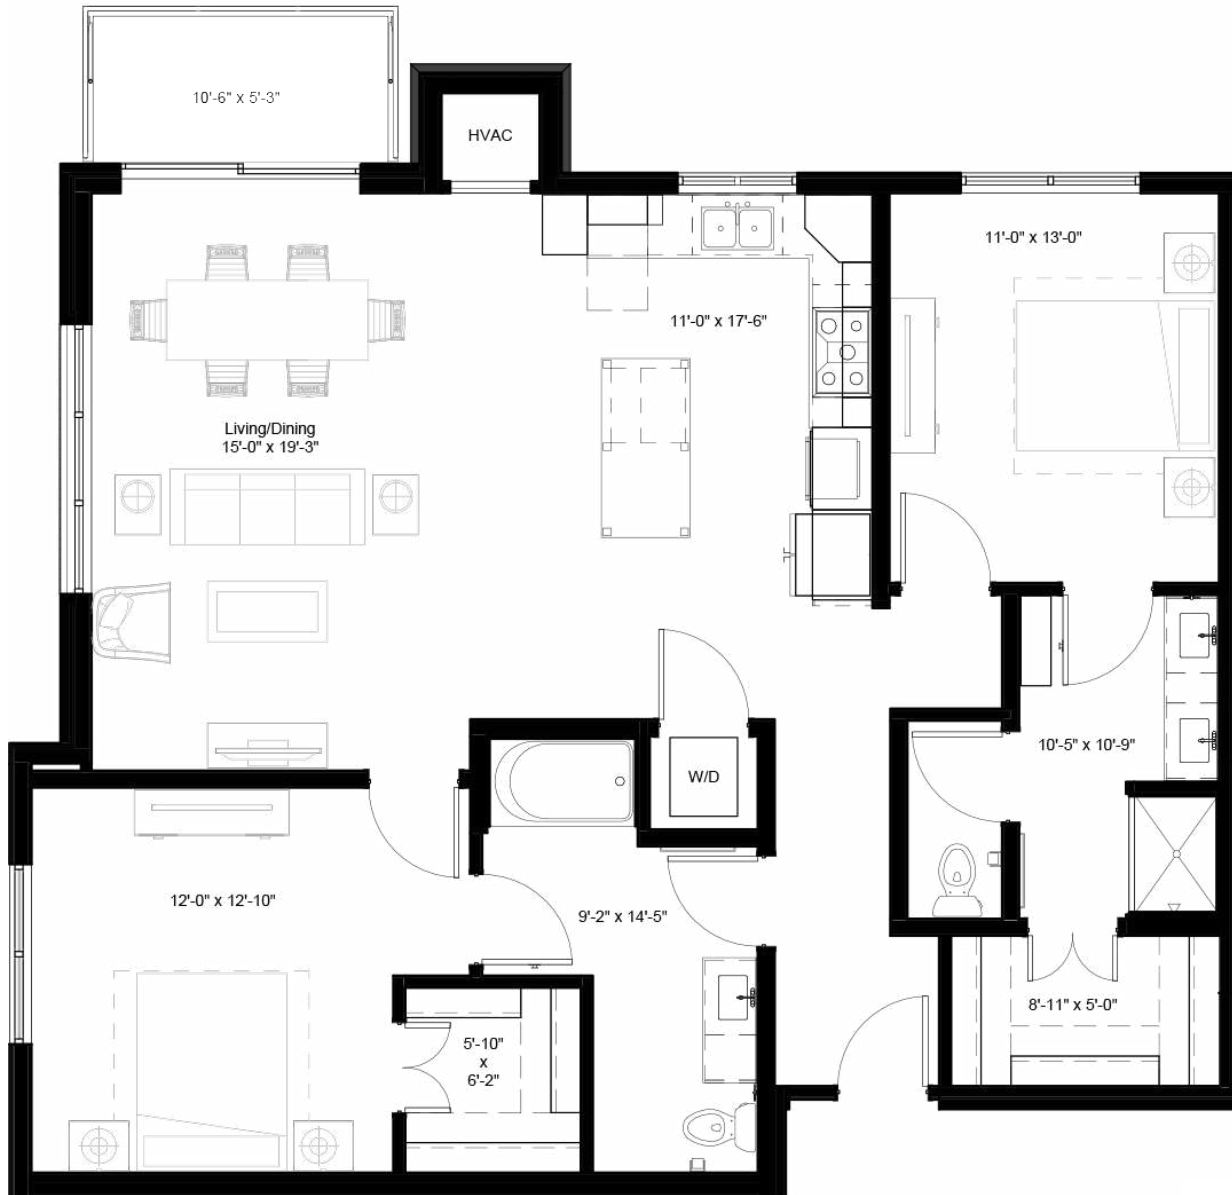 10'-6" x 5'-3"
HVAC
11'-0" x 13'-0"
11'-0" x 17'-6"
Living/Dining
15'-0" x 19'-3"
10'-5" x 10'-9"
W/D
12'-0" x 12'-10"
9'-2" x 14'-5"
8'-11" x 5'-0"
5'-10"
x
6'-2"